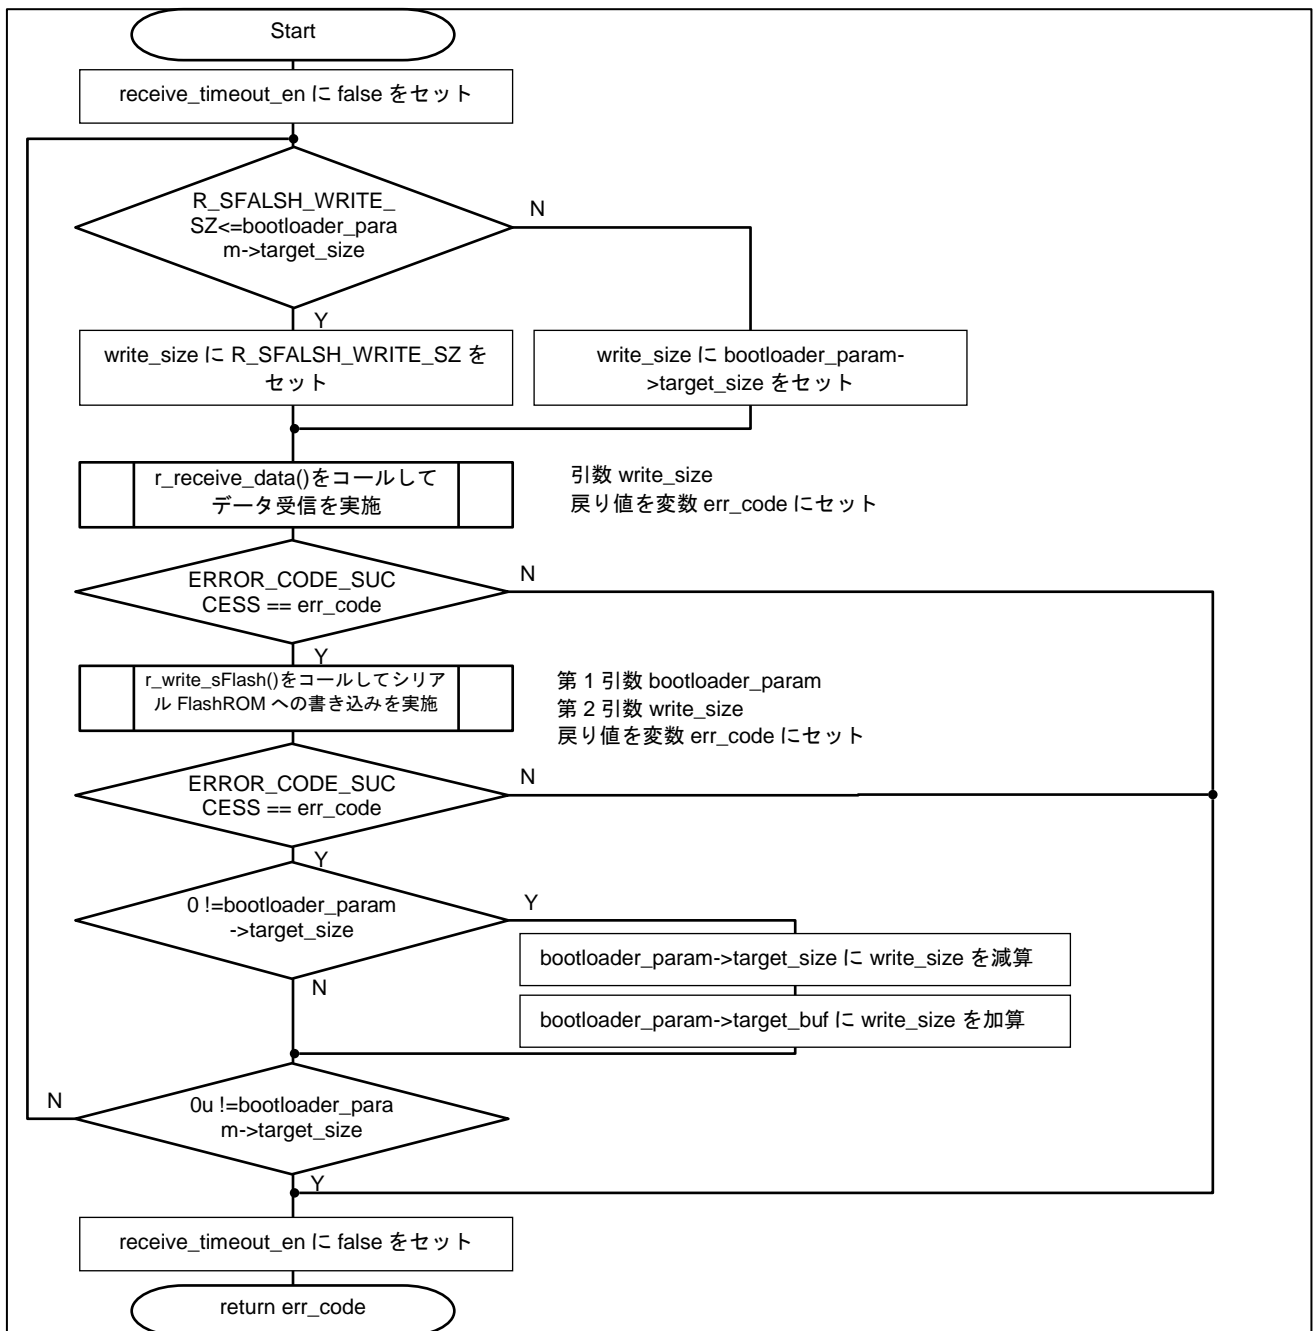 Start
receive_timeout_en に false をセット
R_SFALSH_WRITE_
SZ<=bootloader_para
m->target_size
N
Y
write_size に R_SFALSH_WRITE_SZ を
セット
write_size に bootloader_param-
>target_size をセット
r_receive_data()をコールして
データ受信を実施
引数 write_size
戻り値を変数 err_code にセット
ERROR_CODE_SUC
CESS == err_code
N
Y
r_write_sFlash()をコールしてシリア
ル FlashROM への書き込みを実施
第 1 引数 bootloader_param
第 2 引数 write_size
戻り値を変数 err_code にセット
ERROR_CODE_SUC
CESS == err_code
N
Y
0 !=bootloader_param
->target_size
Y
N
bootloader_param->target_size に write_size を減算
bootloader_param->target_buf に write_size を加算
N
0u !=bootloader_para
m->target_size
Y
receive_timeout_en に false をセット
return err_code